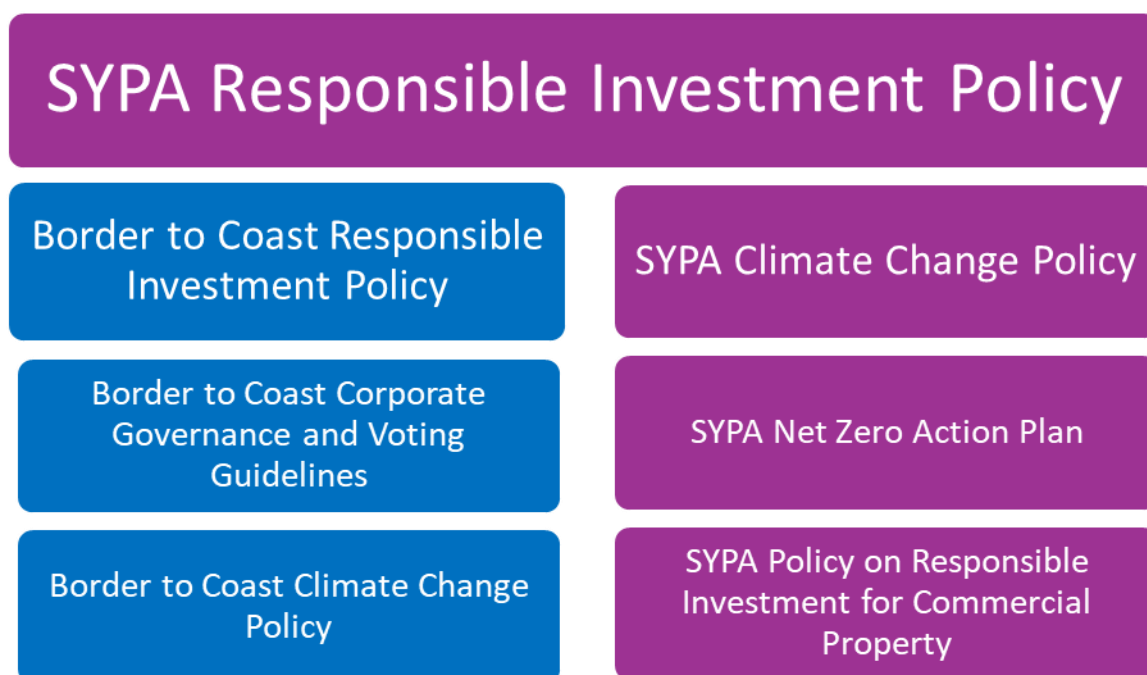 SYPA Responsible Investment Policy
Border to Coast Responsible
Investment Policy
SYPA Climate Change Policy
Border to Coast Corporate
Governance and Voting
Guidelines
SYPA Net Zero Action Plan
Border to Coast Climate Change
Policy
SYPA Policy on Responsible
Investment for Commercial
Property